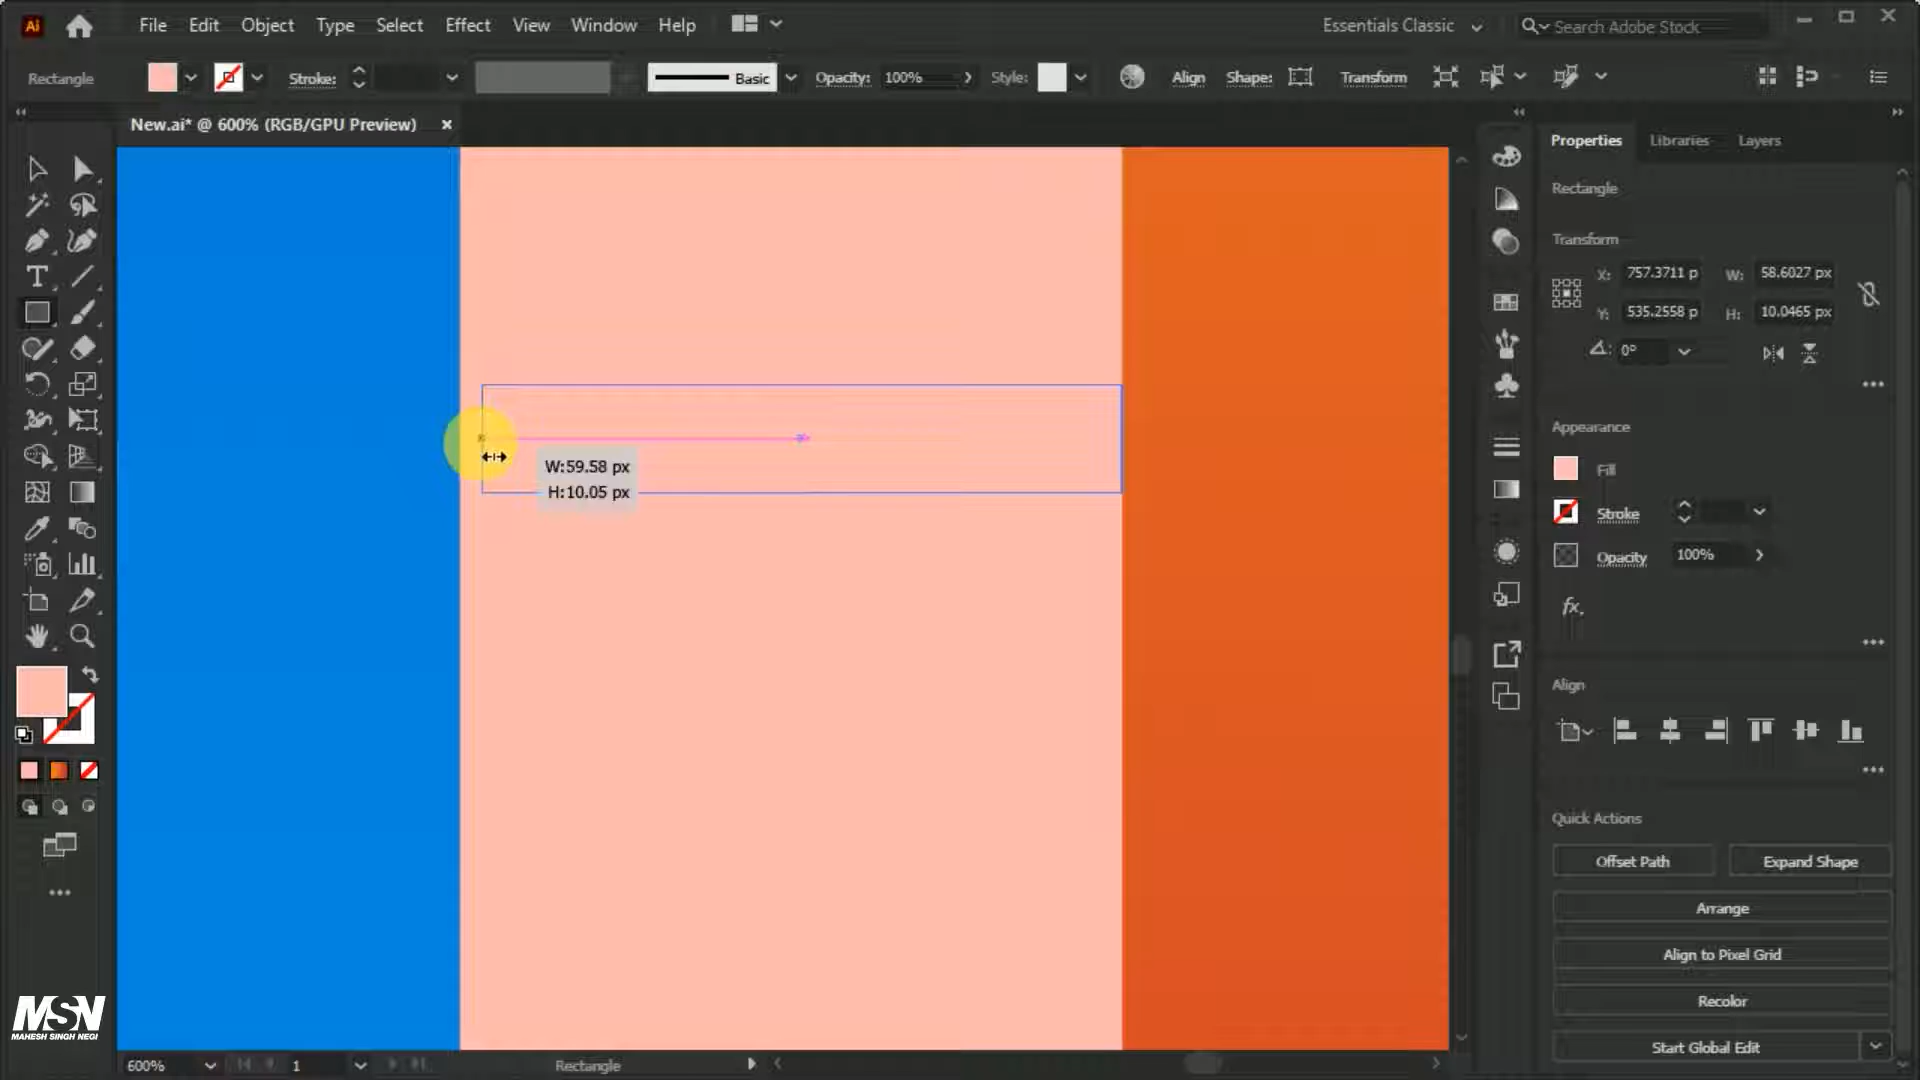 Ai File Edit Object Type Select Effect View Window Help Essentials Classic Search Adobe Stock
Rectangle Stroke: Basic Opacity: 100% Style: Align Shape: Transform
New.ai* @ 600% (RGB/GPU Preview) ×
Properties Libraries Layers
Rectangle
Transform
X: 757.3711 p W: 58.6027 px
Y: 535.2558 p H: 10.0465 px
0°
W:59.58 px
H:10.05 px
Appearance
Fill
Stroke
Opacity 100%
fx.
Align
Quick Actions
Offset Path Expand Shape
Arrange
Align to Pixel Grid
Recolor
Start Global Edit
MSN
MAHESH SINGH NEGI
600% 1 Rectangle